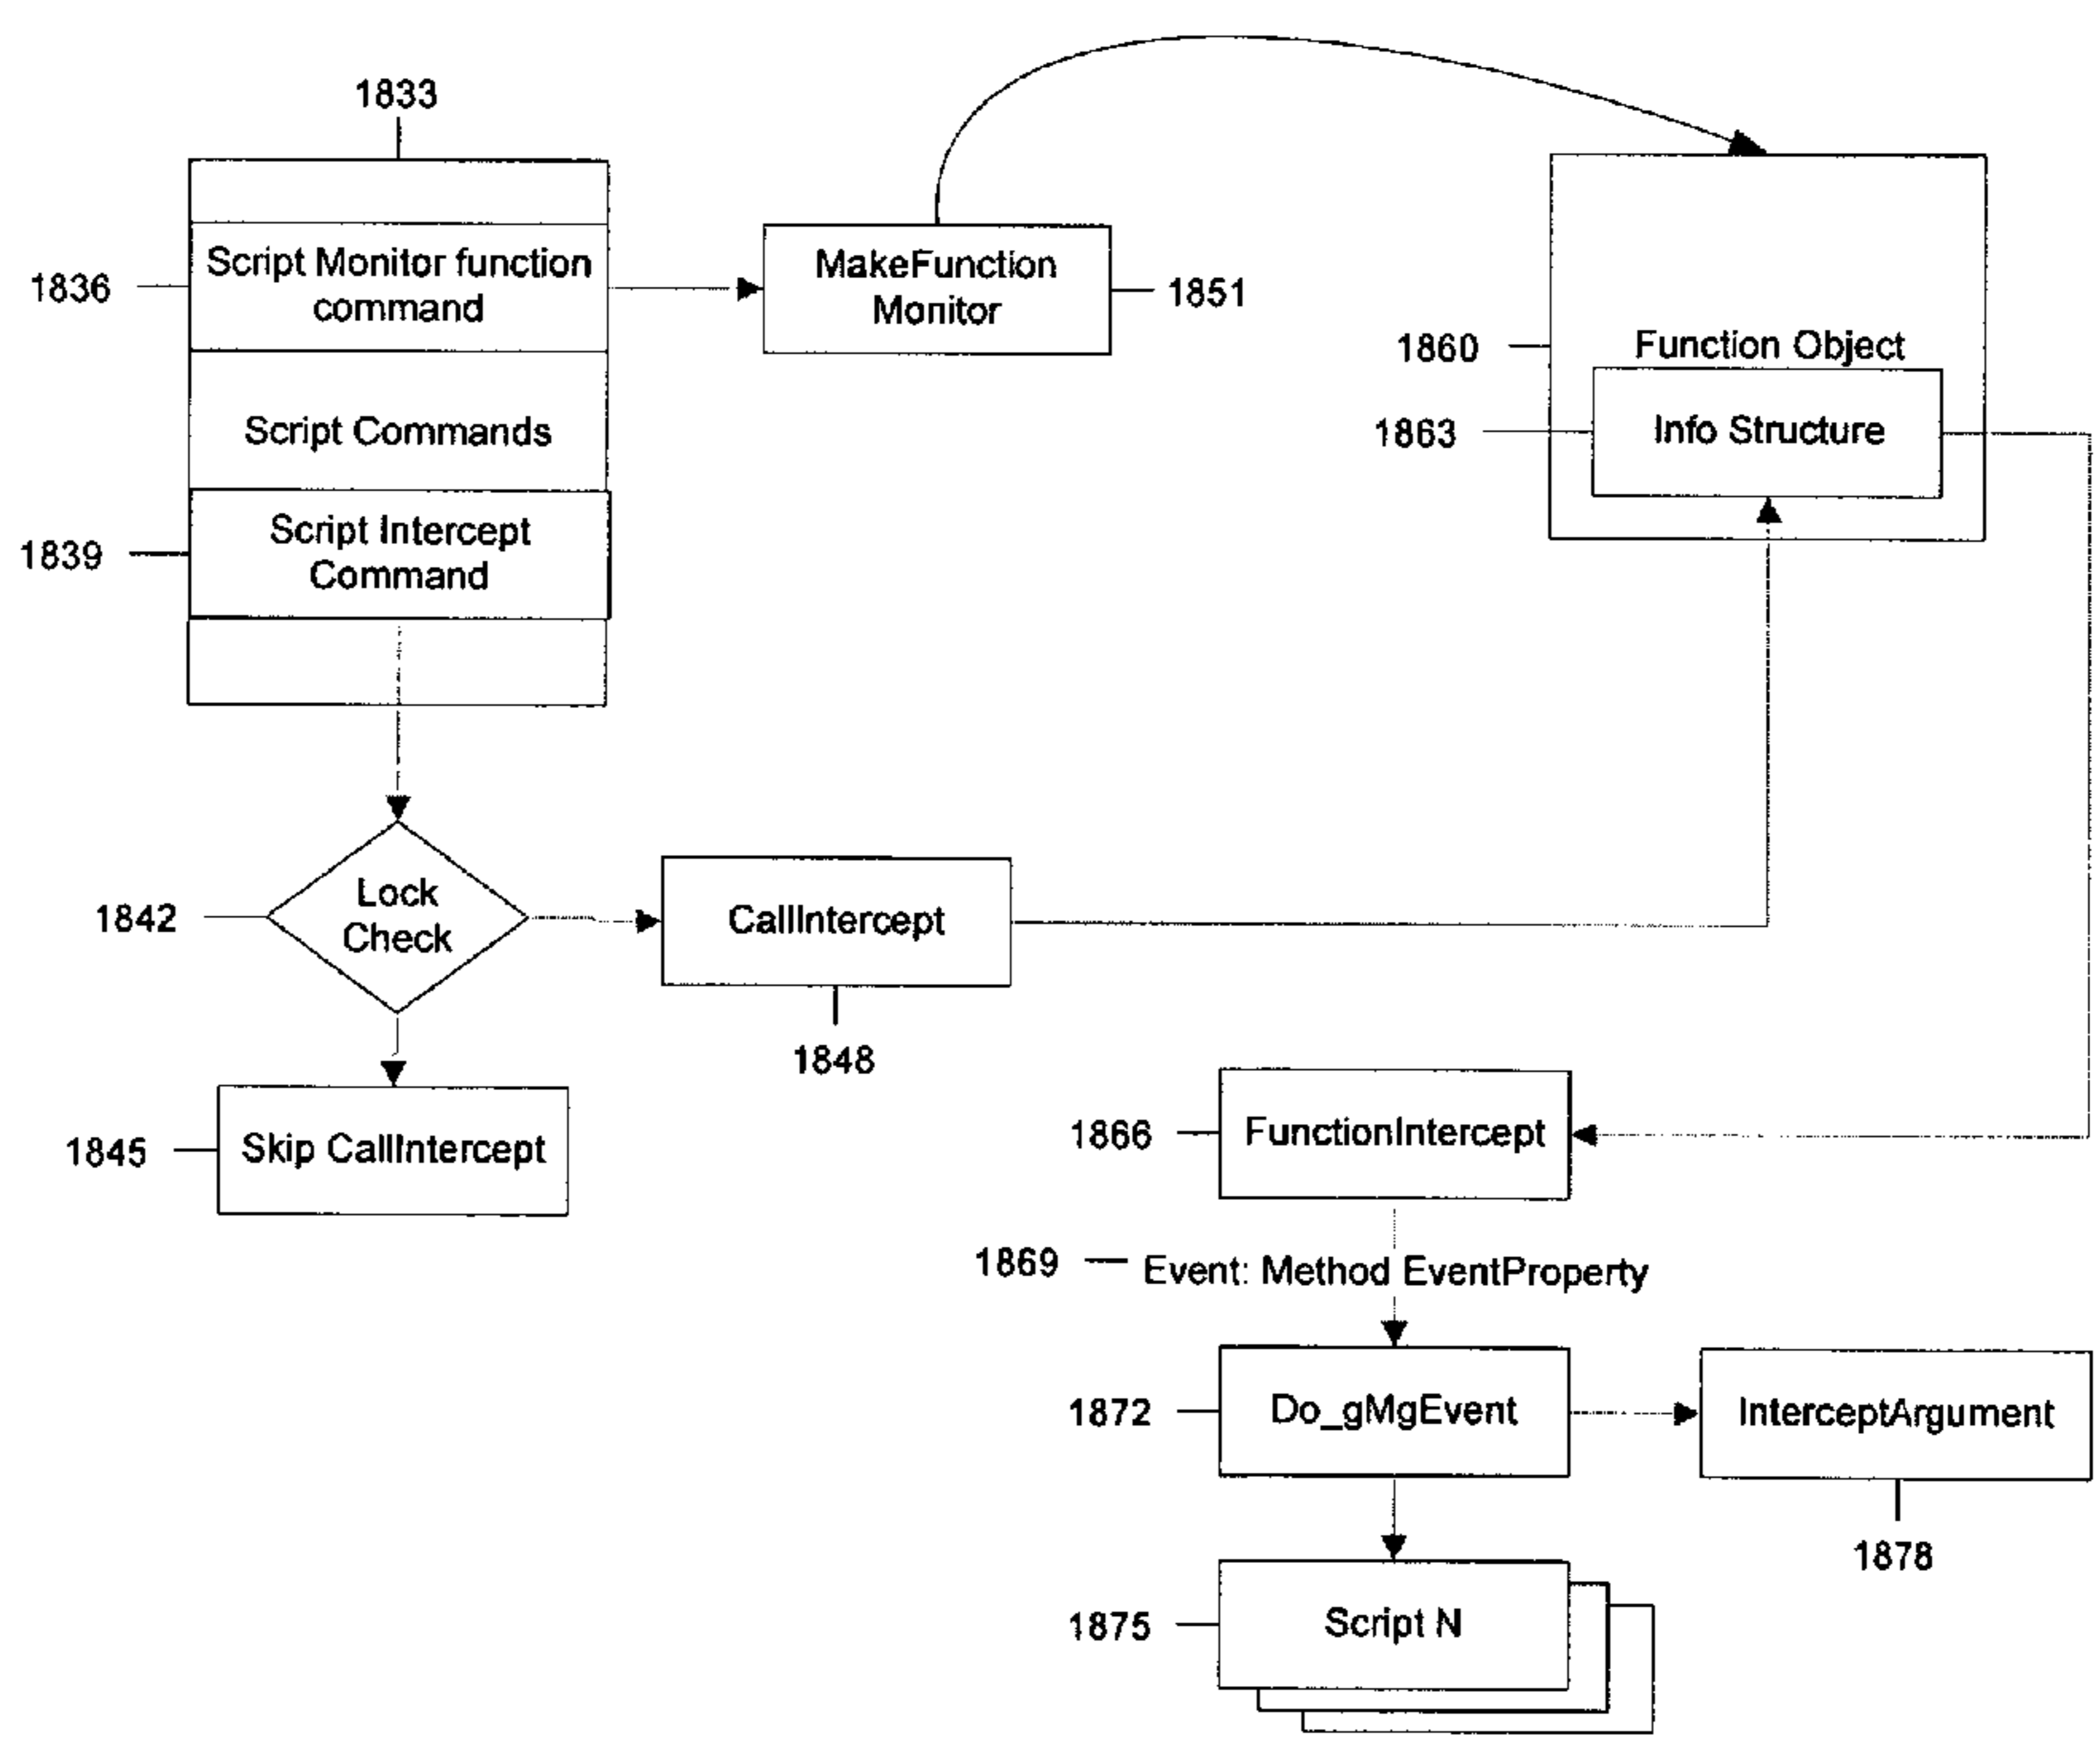 1833
1836
Script Monitor function
command
MakeFunction
Monitor
1851
1860
Function Object
1863
Info Structure
Script Commands
1839
Script Intercept
Command
1842
Lock
Check
CallIntercept
1848
1845
Skip CallIntercept
1866
FunctionIntercept
1869
Event: Method EventProperty
1872
Do_gMgEvent
InterceptArgument
1878
1875
Script N